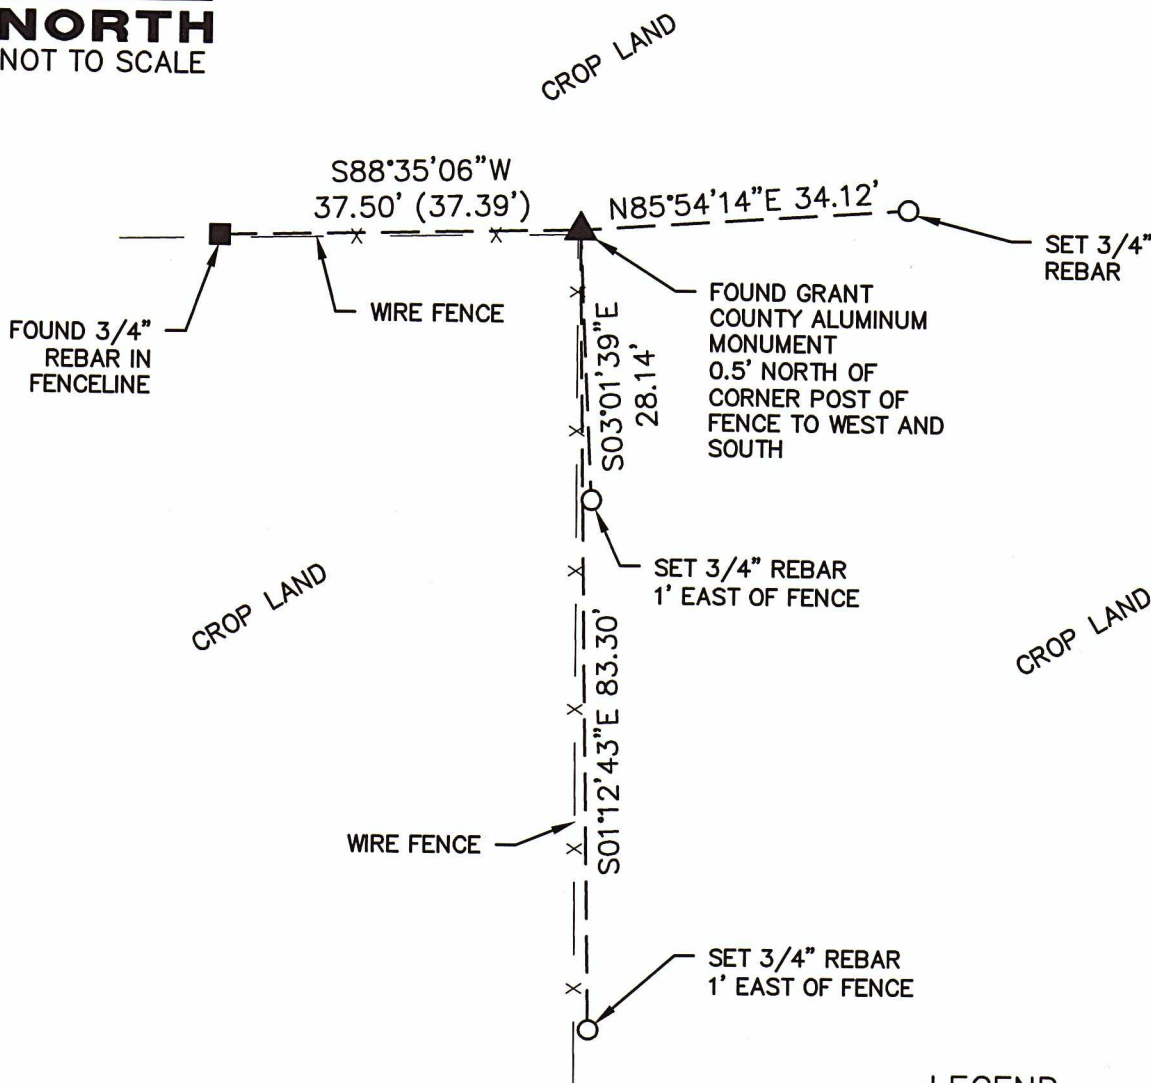 NORTH
NOT TO SCALE
CROP LAND
S88°35'06"W
37.50' (37.39')
N85°54'14"E 34.12'
SET 3/4"
REBAR
WIRE FENCE
FOUND 3/4"
REBAR IN
FENCELINE
FOUND GRANT
COUNTY ALUMINUM
MONUMENT
0.5' NORTH OF
CORNER POST OF
FENCE TO WEST AND
SOUTH
S03°01'39"E
28.14'
SET 3/4" REBAR
1' EAST OF FENCE
CROP LAND
CROP LAND
S01°12'43"E 83.30'
WIRE FENCE
SET 3/4" REBAR
1' EAST OF FENCE
LEGEND